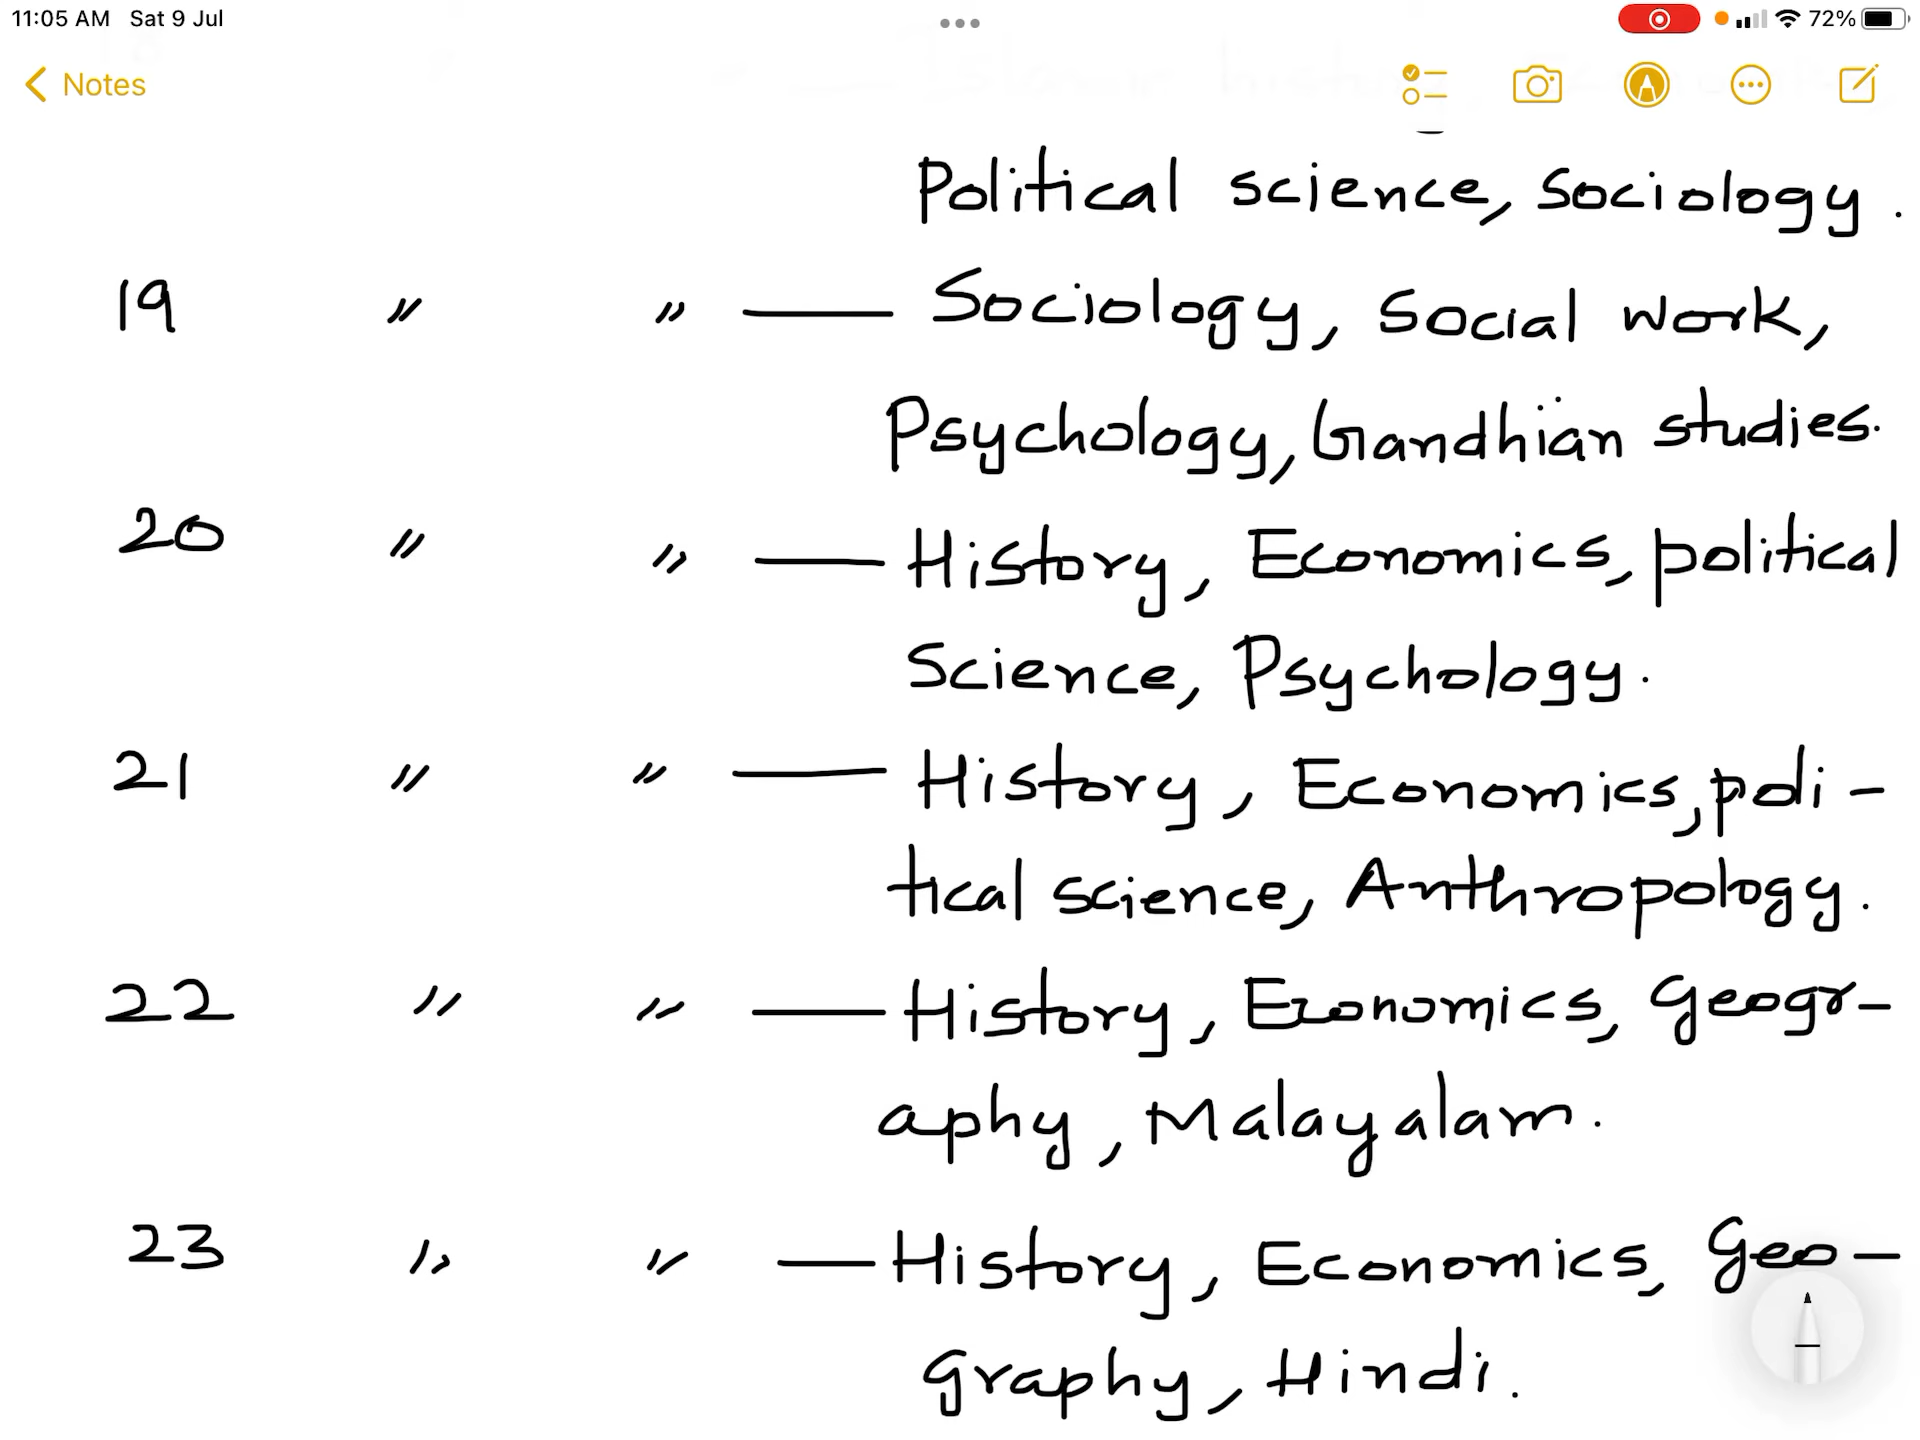 11:05 AM Sat 9 Jul 72%
Notes
Political science, Sociology.
19 " " — Sociology, Social work,
Psychology, Gandhian studies.
20 " " — History, Economics, political
Science, Psychology.
21 " " — History, Economics, poli-
tical science, Anthropology.
22 " " — History, Economics, Geogr-
aphy, Malayalam.
23 " " — History, Economics, Geo-
graphy, Hindi.